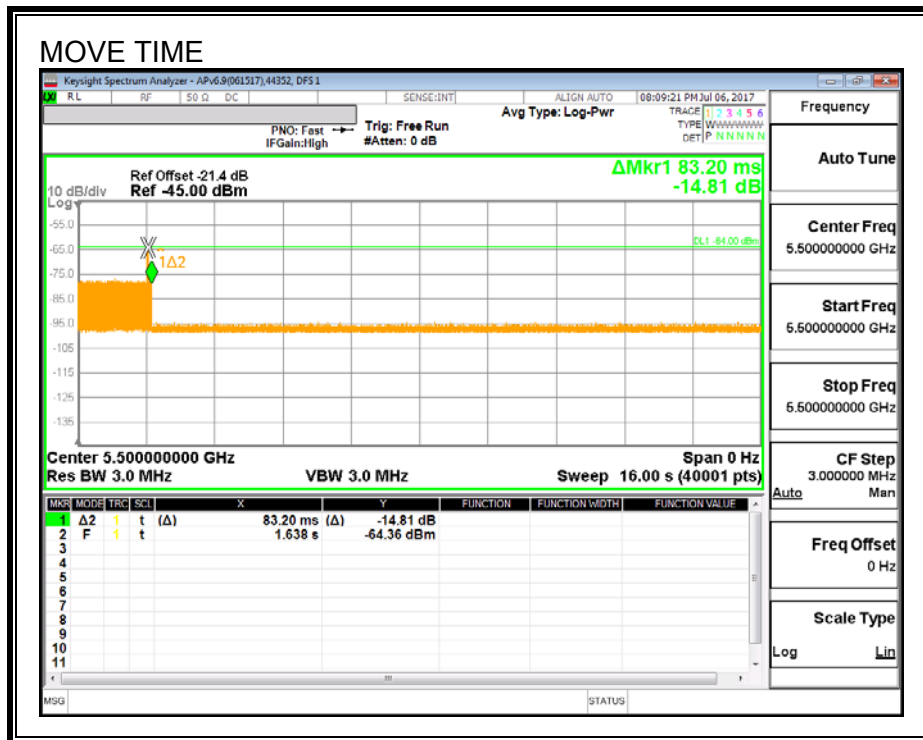 MOVE TIME
Keysight Spectrum Analyzer - APv6.9(061517),44352, DFS 1
LXI RL RF 50 Ω DC SENSE:INT ALIGN AUTO 08:09:21 PM Jul 06, 2017
PNO: Fast Trig: Free Run Avg Type: Log-Pwr TRACE 1 2 3 4 5 6
IFGain:High #Atten: 0 dB TYPE WWWWWW
DET P N N N N N
ΔMkr1 83.20 ms
-14.81 dB
Ref Offset -21.4 dB
10 dB/div Ref -45.00 dBm
Log
-55.0
-65.0
-75.0
-85.0
-95.0
-105
-115
-125
-135
DL1 -64.00 dBm
1Δ2
Center 5.500000000 GHz Span 0 Hz
Res BW 3.0 MHz VBW 3.0 MHz Sweep 16.00 s (40001 pts)
MKR MODE TRC SCL X Y FUNCTION FUNCTION WIDTH FUNCTION VALUE
1 Δ2 1 t (Δ) 83.20 ms (Δ) -14.81 dB
2 F 1 t 1.638 s -64.36 dBm
3
4
5
6
7
8
9
10
11
MSG STATUS
Frequency
Auto Tune
Center Freq
5.500000000 GHz
Start Freq
5.500000000 GHz
Stop Freq
5.500000000 GHz
CF Step
3.000000 MHz
Auto Man
Freq Offset
0 Hz
Scale Type
Log Lin